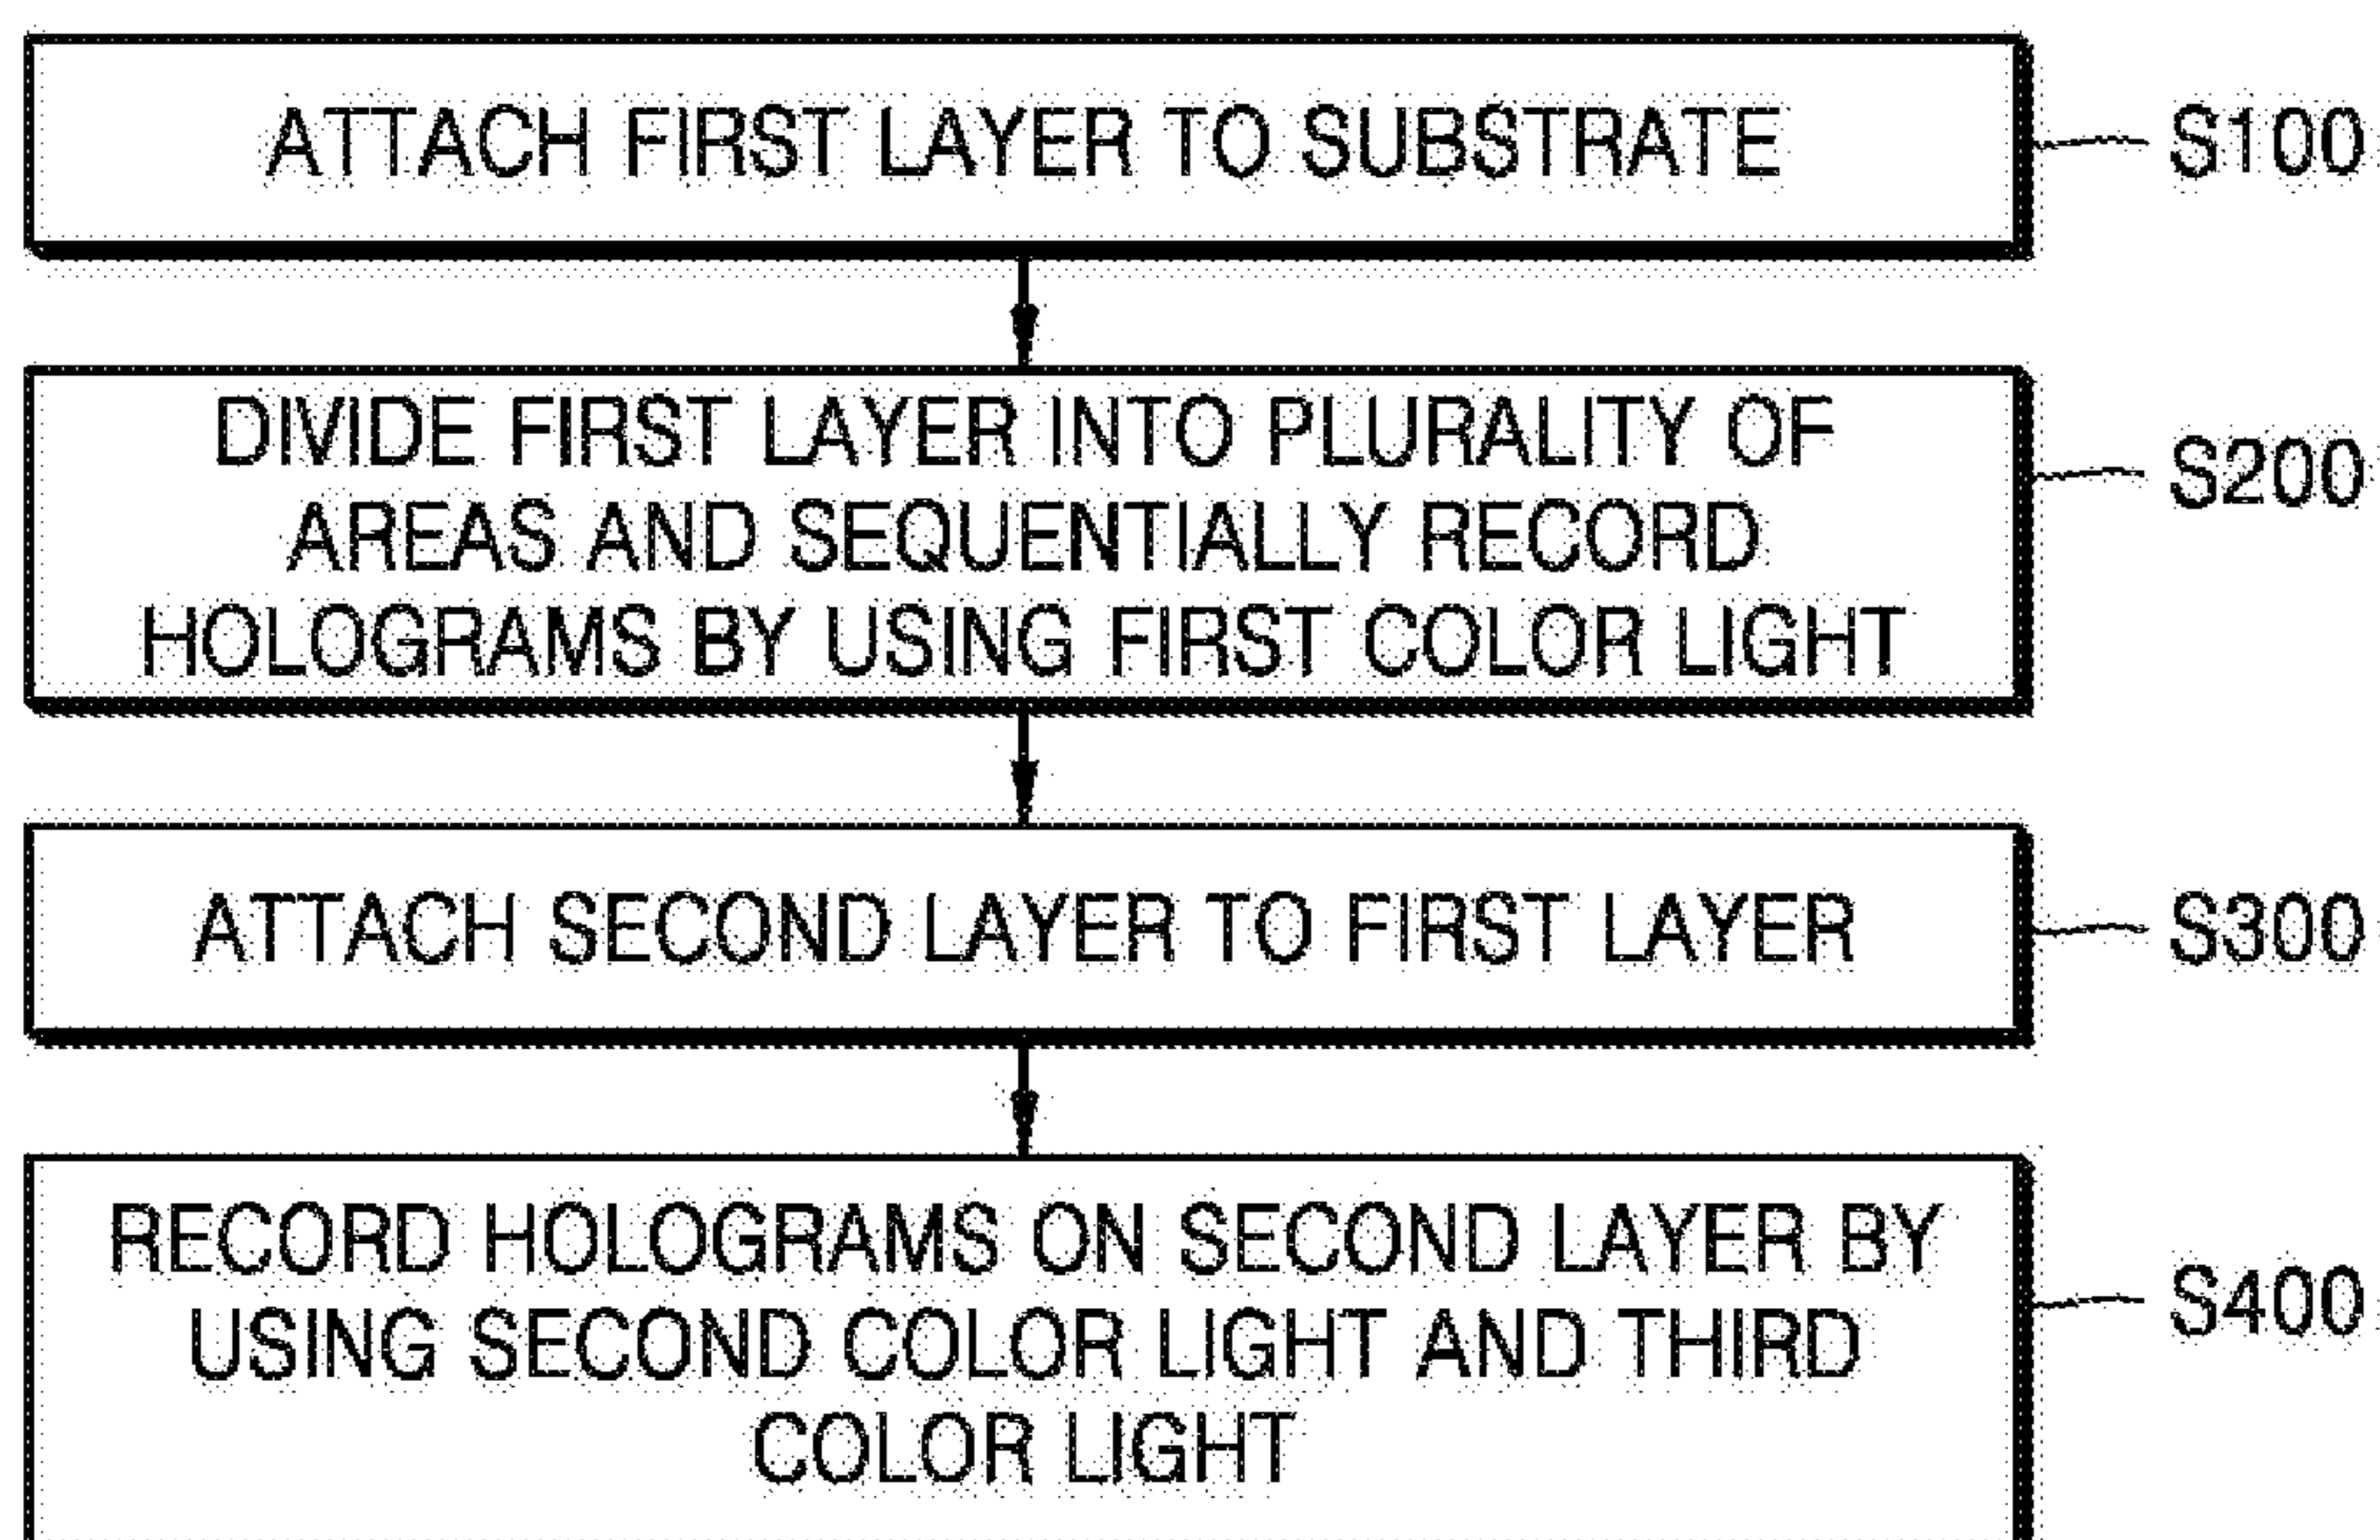 ATTACH FIRST LAYER TO SUBSTRATE
S100
DIVIDE FIRST LAYER INTO PLURALITY OF
AREAS AND SEQUENTIALLY RECORD
HOLOGRAMS BY USING FIRST COLOR LIGHT
S200
ATTACH SECOND LAYER TO FIRST LAYER
S300
RECORD HOLOGRAMS ON SECOND LAYER BY
USING SECOND COLOR LIGHT AND THIRD
COLOR LIGHT
S400